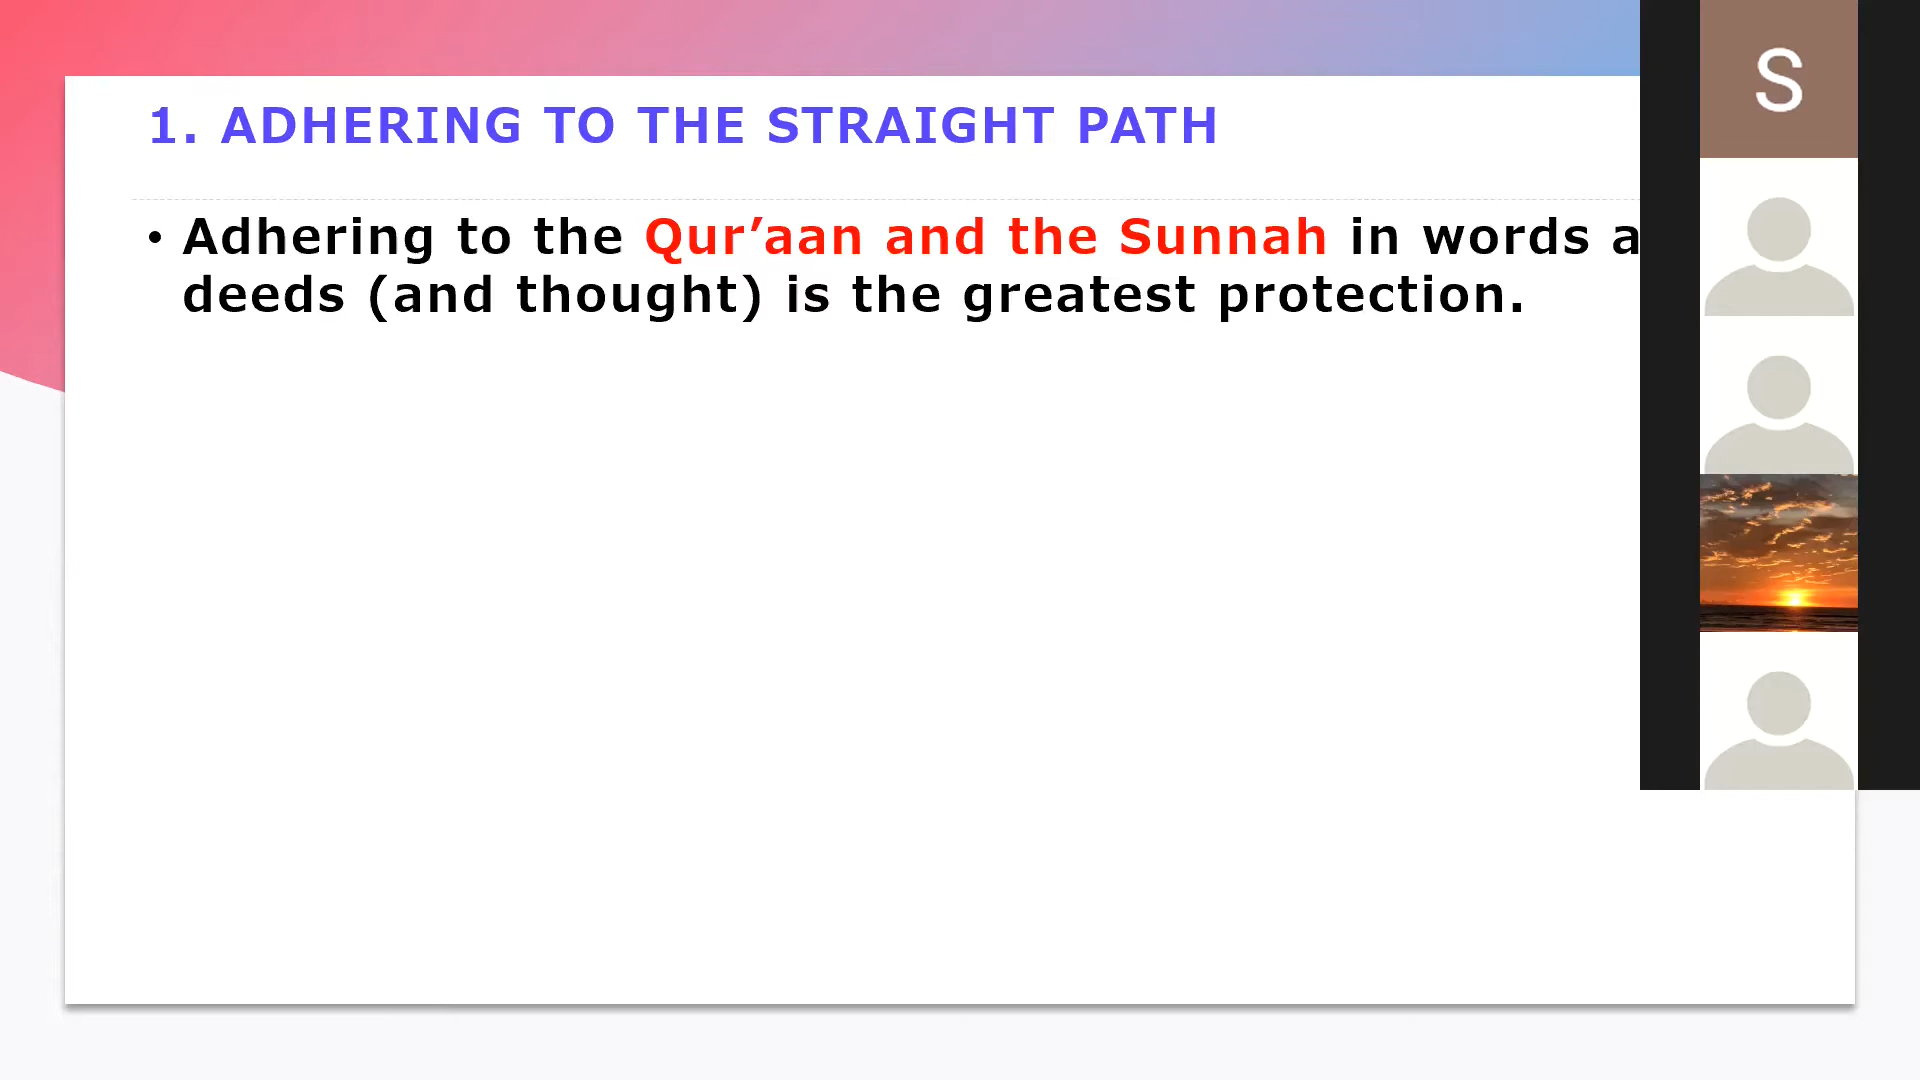 1. ADHERING TO THE STRAIGHT PATH
• Adhering to the Qur’aan and the Sunnah in words
deeds (and thought) is the greatest protection.
S